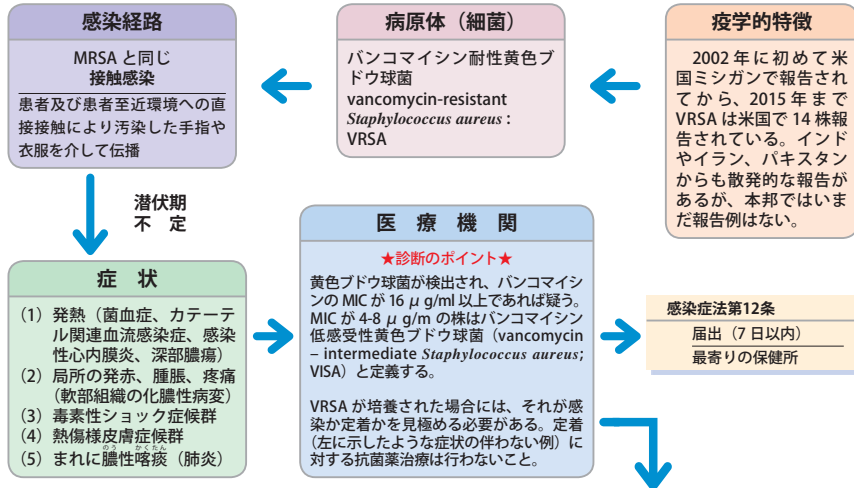 感染経路
MRSA と同じ
接触感染
患者及び患者至近環境への直
接接触により汚染した手指や
衣服を介して伝播
病原体（細菌）
バンコマイシン耐性黄色ブ
ドウ球菌
vancomycin-resistant
Staphylococcus aureus :
VRSA
疫学的特徴
2002 年に初めて米
国ミシガンで報告され
てから、2015 年まで
VRSA は米国で 14 株報
告されている。インド
やイラン、パキスタン
からも散発的な報告が
あるが、本邦ではいま
だ報告例はない。
潜伏期
不　定
症　状
（1）発熱（菌血症、カテーテ
ル関連血流感染症、感染
性心内膜炎、深部膿瘍）
（2）局所の発赤、腫脹、疼痛
（軟部組織の化膿性病変）
（3）毒素性ショック症候群
（4）熱傷様皮膚症候群
のう　かくたん
（5）まれに膿性喀痰（肺炎）
医　療　機　関
★診断のポイント★
黄色ブドウ球菌が検出され、バンコマイシ
ンの MIC が 16 μ g/ml 以上であれば疑う。
MIC が 4-8 μ g/m の株はバンコマイシン
低感受性黄色ブドウ球菌（vancomycin
– intermediate Staphylococcus aureus;
VISA）と定義する。
VRSA が培養された場合には、それが感
染か定着かを見極める必要がある。定着
（左に示したような症状の伴わない例）に
対する抗菌薬治療は行わないこと。
感染症法第12条
届出（7 日以内）
最寄りの保健所